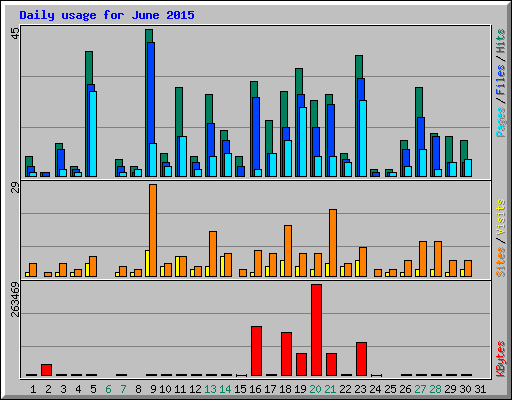 Daily usage for June 2015
45
Pages / Files / Hits
29
Sites / Visits
263469
KBytes
1 2 3 4 5 6 7 8 9 10 11 12 13 14 15 16 17 18 19 20 21 22 23 24 25 26 27 28 29 30 31